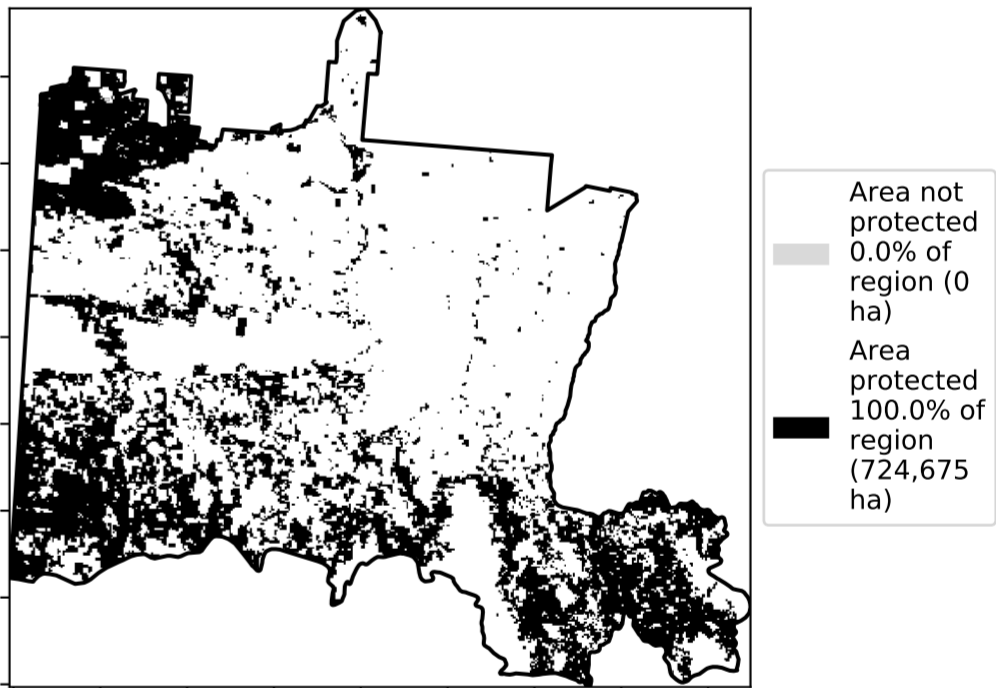 Area not
protected
0.0% of
region (0
ha)
Area
protected
100.0% of
region
(724,675
ha)